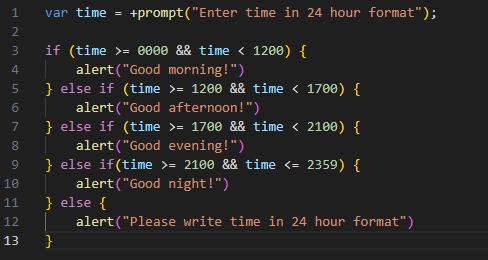 1 var time = +prompt("Enter time in 24 hour format");
2
3 if (time >= 0000 && time < 1200) {
4     alert("Good morning!")
5 } else if (time >= 1200 && time < 1700) {
6     alert("Good afternoon!")
7 } else if (time >= 1700 && time < 2100) {
8     alert("Good evening!")
9 } else if(time >= 2100 && time <= 2359) {
10     alert("Good night!")
11 } else {
12     alert("Please write time in 24 hour format")
13 }